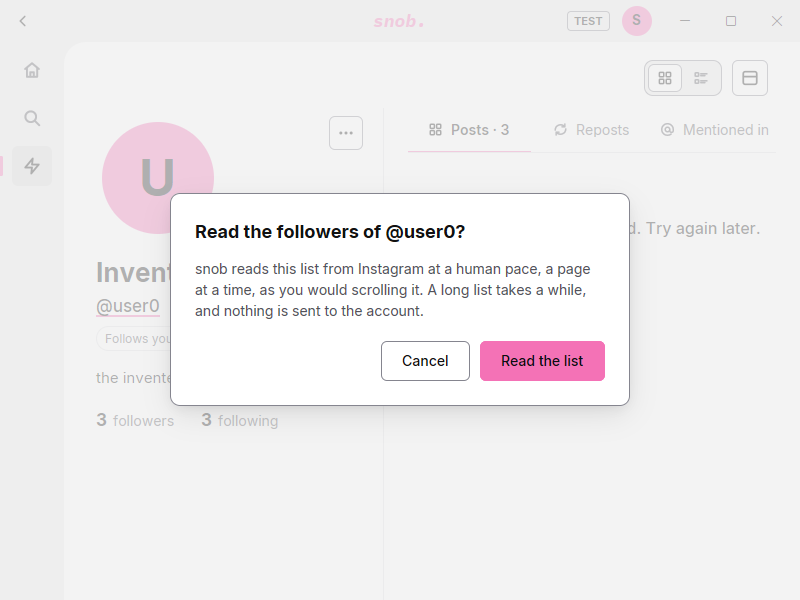 snob.
TEST
S
Posts · 3
Reposts
Mentioned in
U
d. Try again later.
Read the followers of @user0?
snob reads this list from Instagram at a human pace, a page
at a time, as you would scrolling it. A long list takes a while,
and nothing is sent to the account.
Cancel
Read the list
Invent
@user0
Follows you
the invente
3 followers
3 following